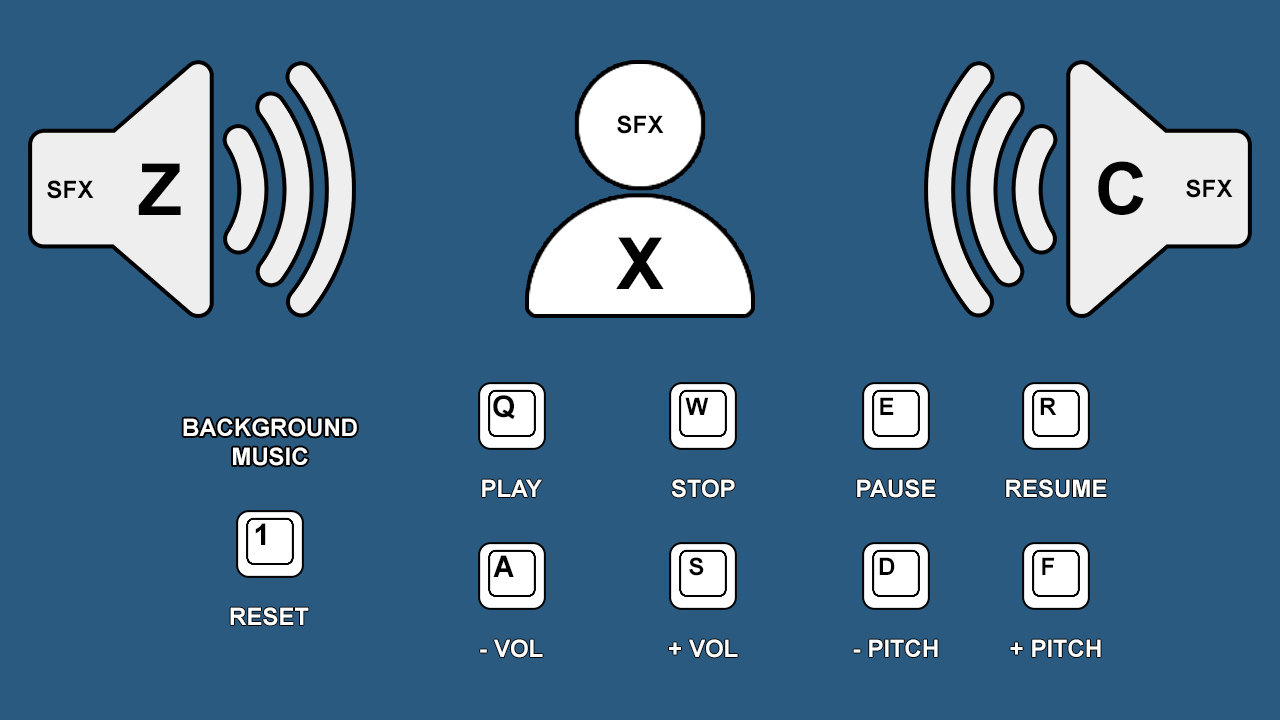 SFX
Z
SFX
X
C
SFX
BACKGROUND
MUSIC
1
RESET
Q
W
E
R
PLAY
STOP
PAUSE
RESUME
A
S
D
F
- VOL
+ VOL
- PITCH
+ PITCH